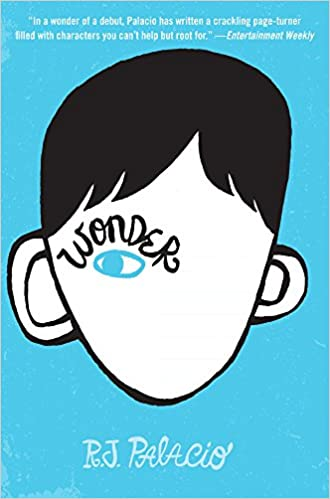 "In a wonder of a debut, Palacio has written a crackling page-turner
filled with characters you can't help but root for." —Entertainment Weekly
WONDER
R.J. PALACIO